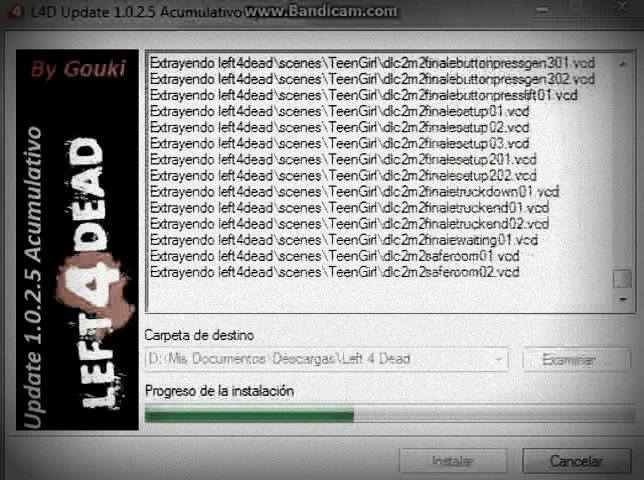 L4D Update 1.0.2.5 Acumulativo
www.Bandicam.com
By Gouki
Update 1.0.2.5 Acumulativo
LEFT4DEAD
Extrayendo left4dead\scenes\TeenGirl\dlc2m2finalebuttonpressgen301.vcd
Extrayendo left4dead\scenes\TeenGirl\dlc2m2finalebuttonpressgen302.vcd
Extrayendo left4dead\scenes\TeenGirl\dlc2m2finalebuttonpresslift01.vcd
Extrayendo left4dead\scenes\TeenGirl\dlc2m2finalesetup01.vcd
Extrayendo left4dead\scenes\TeenGirl\dlc2m2finalesetup02.vcd
Extrayendo left4dead\scenes\TeenGirl\dlc2m2finalesetup03.vcd
Extrayendo left4dead\scenes\TeenGirl\dlc2m2finalesetup201.vcd
Extrayendo left4dead\scenes\TeenGirl\dlc2m2finalesetup202.vcd
Extrayendo left4dead\scenes\TeenGirl\dlc2m2finaletruckdown01.vcd
Extrayendo left4dead\scenes\TeenGirl\dlc2m2finaletruckend01.vcd
Extrayendo left4dead\scenes\TeenGirl\dlc2m2finaletruckend02.vcd
Extrayendo left4dead\scenes\TeenGirl\dlc2m2finalewaiting01.vcd
Extrayendo left4dead\scenes\TeenGirl\dlc2m2saferoom01.vcd
Extrayendo left4dead\scenes\TeenGirl\dlc2m2saferoom02.vcd
Carpeta de destino
D:\Mis Documentos\Descargas\Left 4 Dead
Examinar
Progreso de la instalación
Instalar
Cancelar